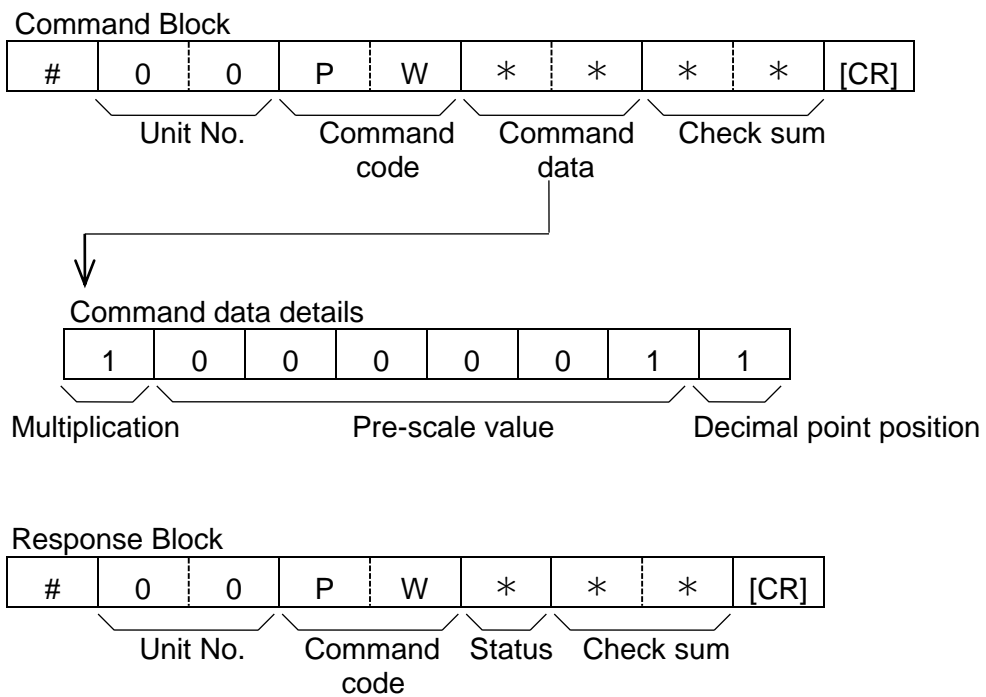 Command Block
# 0 0 P W * * * * [CR]
Unit No. Command code Command data Check sum
Command data details
1 0 0 0 0 0 1 1
Multiplication Pre-scale value Decimal point position
Response Block
# 0 0 P W * * * [CR]
Unit No. Command code Status Check sum